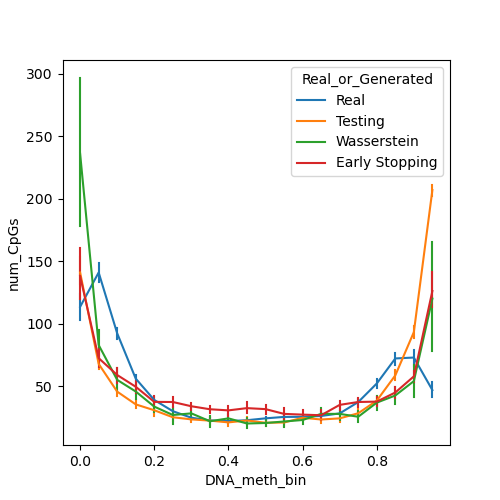 Real_or_Generated
Real
Testing
Wasserstein
Early Stopping
300
250
200
150
100
50
num_CpGs
0.0 0.2 0.4 0.6 0.8
DNA_meth_bin